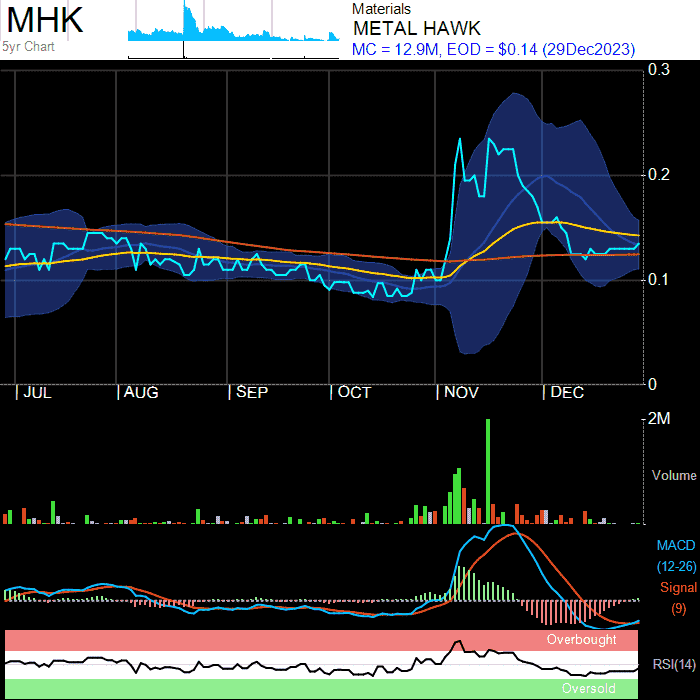 MHK
5yr Chart
Materials
METAL HAWK
MC = 12.9M, EOD = $0.14 (29Dec2023)
0.3
0.2
0.1
0
JUL AUG SEP OCT NOV DEC
2M
Volume
0
MACD
(12-26)
Signal
(9)
Overbought
RSI(14)
Oversold